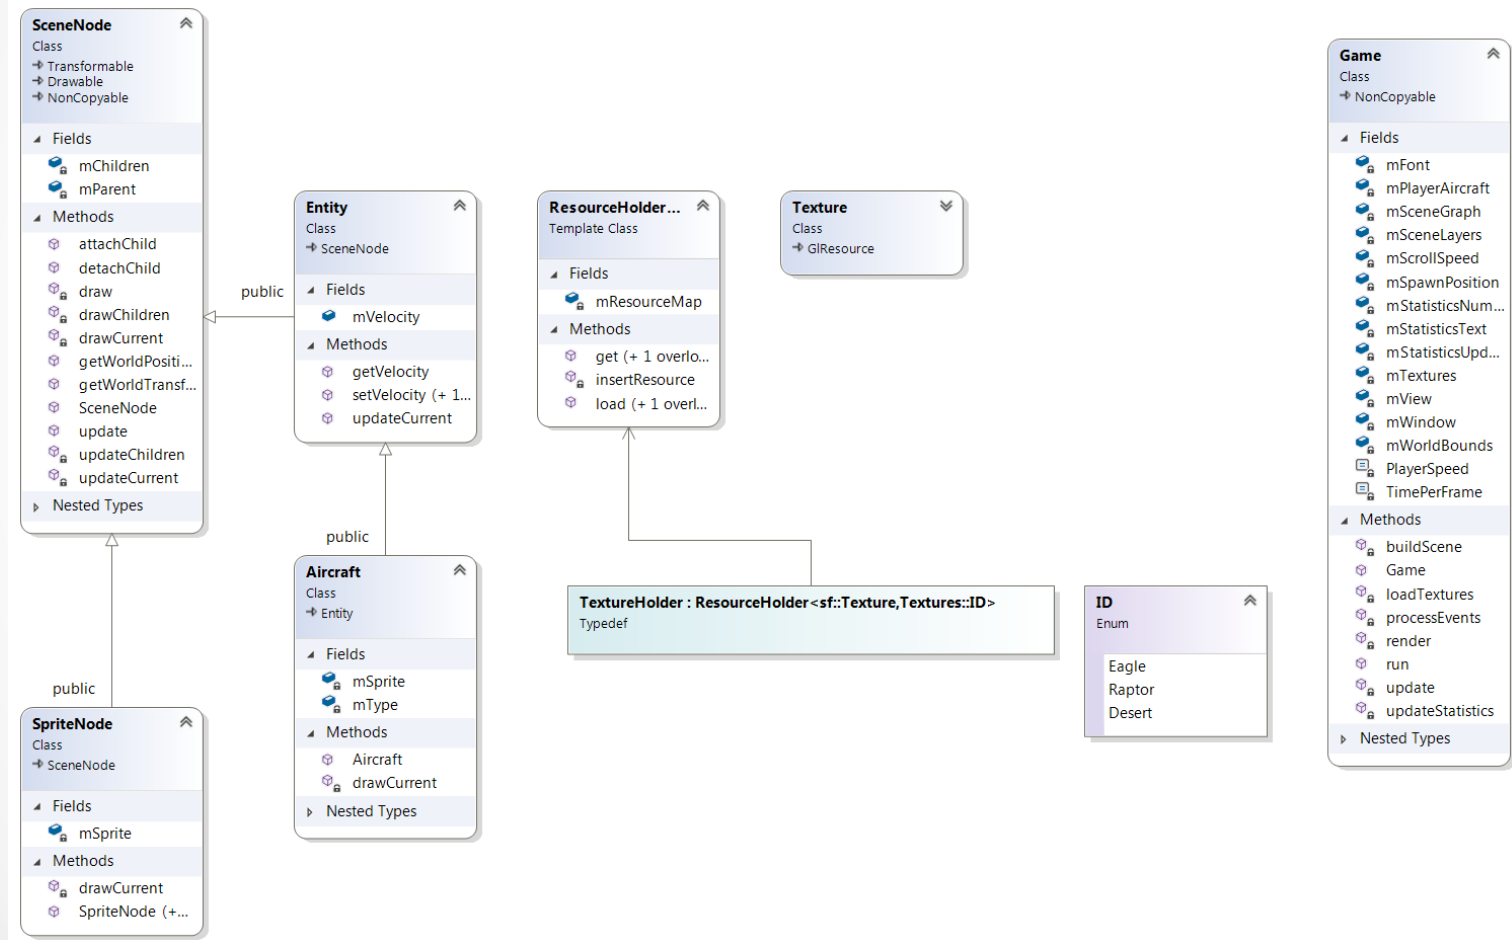 SceneNode
Class
Transformable
Drawable
NonCopyable
Fields
mChildren
mParent
Methods
attachChild
detachChild
draw
drawChildren
drawCurrent
getWorldPositi...
getWorldTransf...
SceneNode
update
updateChildren
updateCurrent
Nested Types
public
SpriteNode
Class
SceneNode
Fields
mSprite
Methods
drawCurrent
SpriteNode (+...
public
Entity
Class
SceneNode
Fields
mVelocity
Methods
getVelocity
setVelocity (+ 1...
updateCurrent
public
Aircraft
Class
Entity
Fields
mSprite
mType
Methods
Aircraft
drawCurrent
Nested Types
ResourceHolder...
Template Class
Fields
mResourceMap
Methods
get (+ 1 overlo...
insertResource
load (+ 1 overl...
Texture
Class
GlResource
TextureHolder : ResourceHolder<sf::Texture,Textures::ID>
Typedef
ID
Enum
Eagle
Raptor
Desert
Game
Class
NonCopyable
Fields
mFont
mPlayerAircraft
mSceneGraph
mSceneLayers
mScrollSpeed
mSpawnPosition
mStatisticsNum...
mStatisticsText
mStatisticsUpd...
mTextures
mView
mWindow
mWorldBounds
PlayerSpeed
TimePerFrame
Methods
buildScene
Game
loadTextures
processEvents
render
run
update
updateStatistics
Nested Types